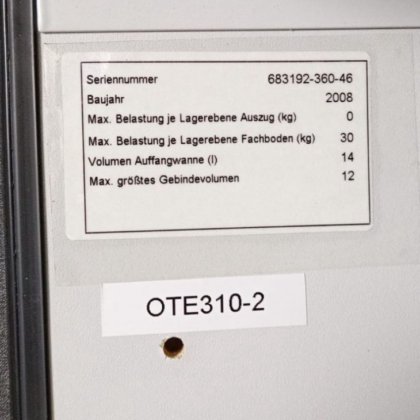 Seriennummer 683192-360-46
Baujahr 2008
Max. Belastung je Lagerebene Auszug (kg) 0
Max. Belastung je Lagerebene Fachboden (kg) 30
Volumen Auffangwanne (l) 14
Max. größtes Gebindevolumen 12
OTE310-2